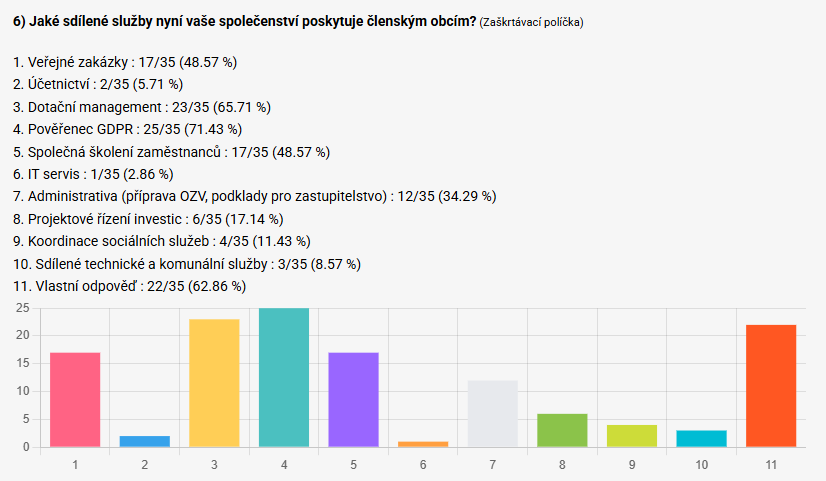 6) Jaké sdílené služby nyní vaše společenství poskytuje členským obcím? (Zaškrtávací políčka)
1. Veřejné zakázky : 17/35 (48.57 %)
2. Účetnictví : 2/35 (5.71 %)
3. Dotační management : 23/35 (65.71 %)
4. Pověřenec GDPR : 25/35 (71.43 %)
5. Společná školení zaměstnanců : 17/35 (48.57 %)
6. IT servis : 1/35 (2.86 %)
7. Administrativa (příprava OZV, podklady pro zastupitelstvo) : 12/35 (34.29 %)
8. Projektové řízení investic : 6/35 (17.14 %)
9. Koordinace sociálních služeb : 4/35 (11.43 %)
10. Sdílené technické a komunální služby : 3/35 (8.57 %)
11. Vlastní odpověď : 22/35 (62.86 %)
25
20
15
10
5
0
1 2 3 4 5 6 7 8 9 10 11